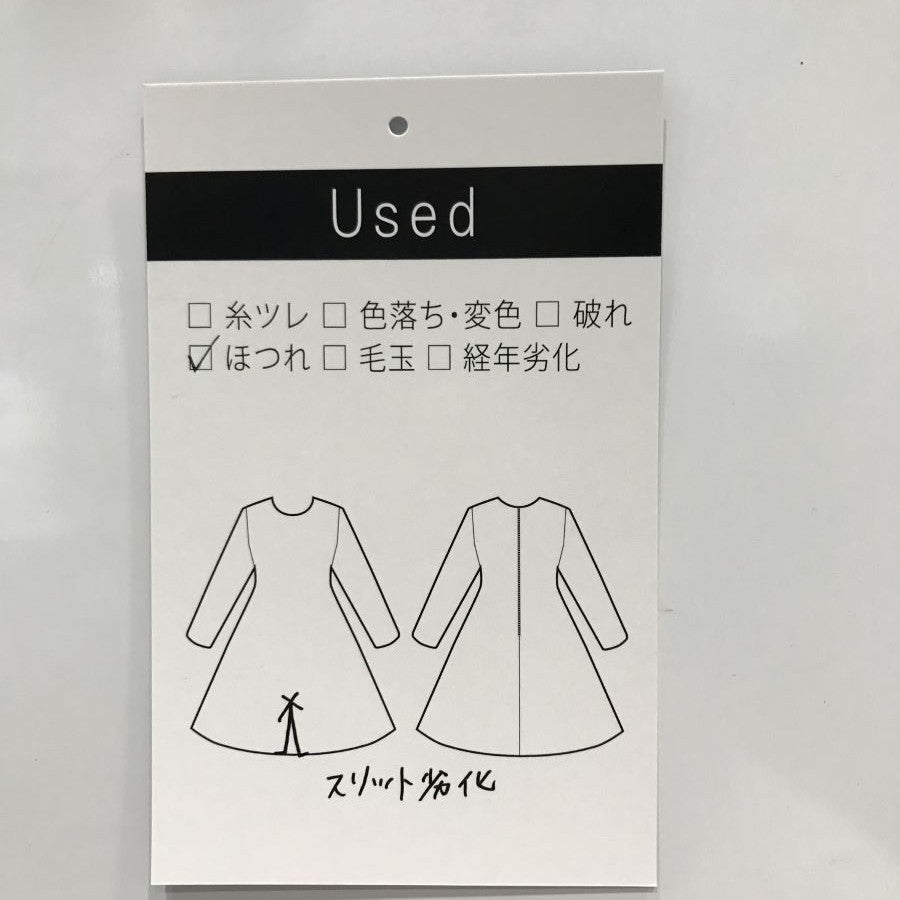 Used
□ 糸ツレ □ 色落ち・変色 □ 破れ
☑ ほつれ □ 毛玉 □ 経年劣化
スリット劣化